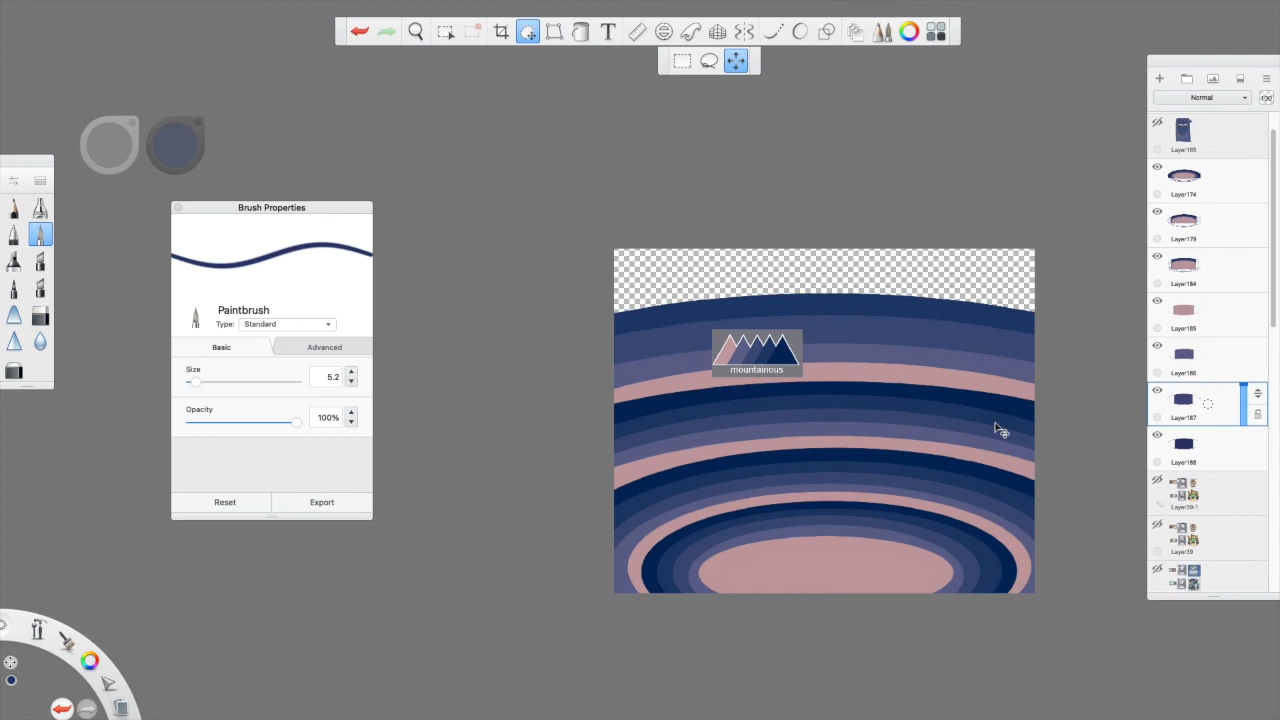 T
Normal
100
Layer165
Layer174
Layer179
Layer184
Layer185
Layer186
Layer187
Layer188
Layer39-1
Layer39
Brush Properties
Paintbrush
Type: Standard
Basic Advanced
Size
5.2
Opacity
100%
Reset Export
mountainous